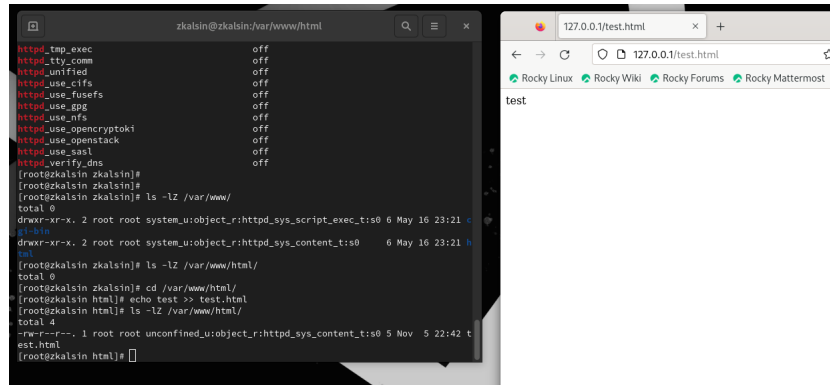 zkalsin@zkalsin:/var/www/html
httpd_tmp_exec off
httpd_tty_comm off
httpd_unified off
httpd_use_cifs off
httpd_use_fusefs off
httpd_use_gpg off
httpd_use_nfs off
httpd_use_opencryptoki off
httpd_use_openstack off
httpd_use_sasl off
httpd_verify_dns off
[root@zkalsin zkalsin]#
[root@zkalsin zkalsin]#
[root@zkalsin zkalsin]# ls -lZ /var/www/
total 0
drwxr-xr-x. 2 root root system_u:object_r:httpd_sys_script_exec_t:s0 6 May 16 23:21 c
gi-bin
drwxr-xr-x. 2 root root system_u:object_r:httpd_sys_content_t:s0 6 May 16 23:21 h
tml
[root@zkalsin zkalsin]# ls -lZ /var/www/html/
total 0
[root@zkalsin zkalsin]# cd /var/www/html/
[root@zkalsin html]# echo test >> test.html
[root@zkalsin html]# ls -lZ /var/www/html/
total 4
-rw-r--r--. 1 root root unconfined_u:object_r:httpd_sys_content_t:s0 5 Nov 5 22:42 t
est.html
[root@zkalsin html]#
127.0.0.1/test.html
127.0.0.1/test.html
Rocky Linux Rocky Wiki Rocky Forums Rocky Mattermost
test